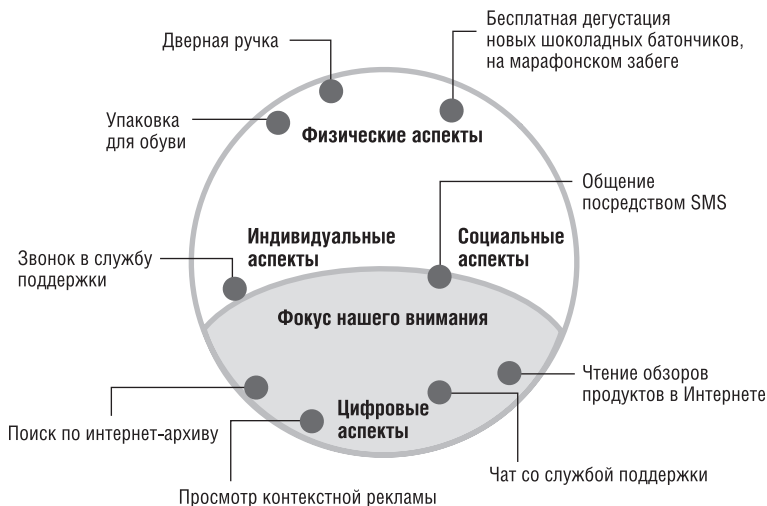 Бесплатная дегустация
новых шоколадных батончиков,
на марафонском забеге
Дверная ручка
Упаковка
для обуви
Физические аспекты
Общение
посредством SMS
Индивидуальные
аспекты
Социальные
аспекты
Звонок в службу
поддержки
Фокус нашего внимания
Чтение обзоров
продуктов в Интернете
Цифровые
аспекты
Поиск по интернет-архиву
Чат со службой поддержки
Просмотр контекстной рекламы